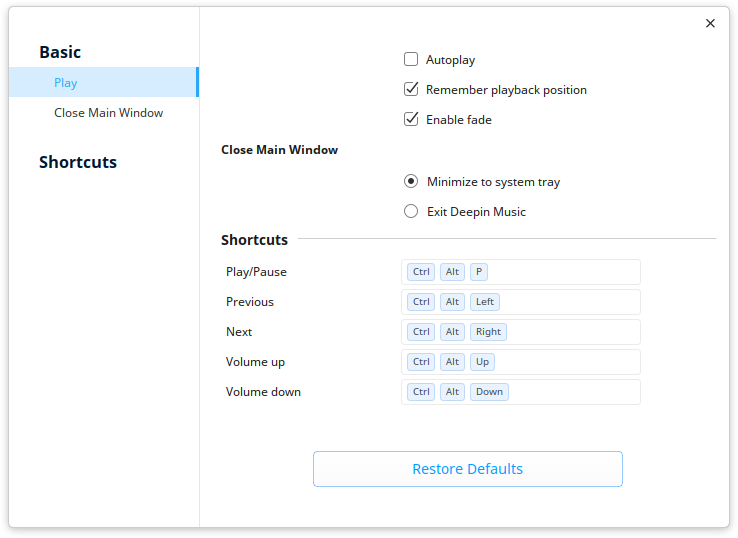 Basic
Play
Close Main Window
Shortcuts
Autoplay
Remember playback position
Enable fade
Close Main Window
Minimize to system tray
Exit Deepin Music
Shortcuts
Play/Pause Ctrl Alt P
Previous Ctrl Alt Left
Next Ctrl Alt Right
Volume up Ctrl Alt Up
Volume down Ctrl Alt Down
Restore Defaults